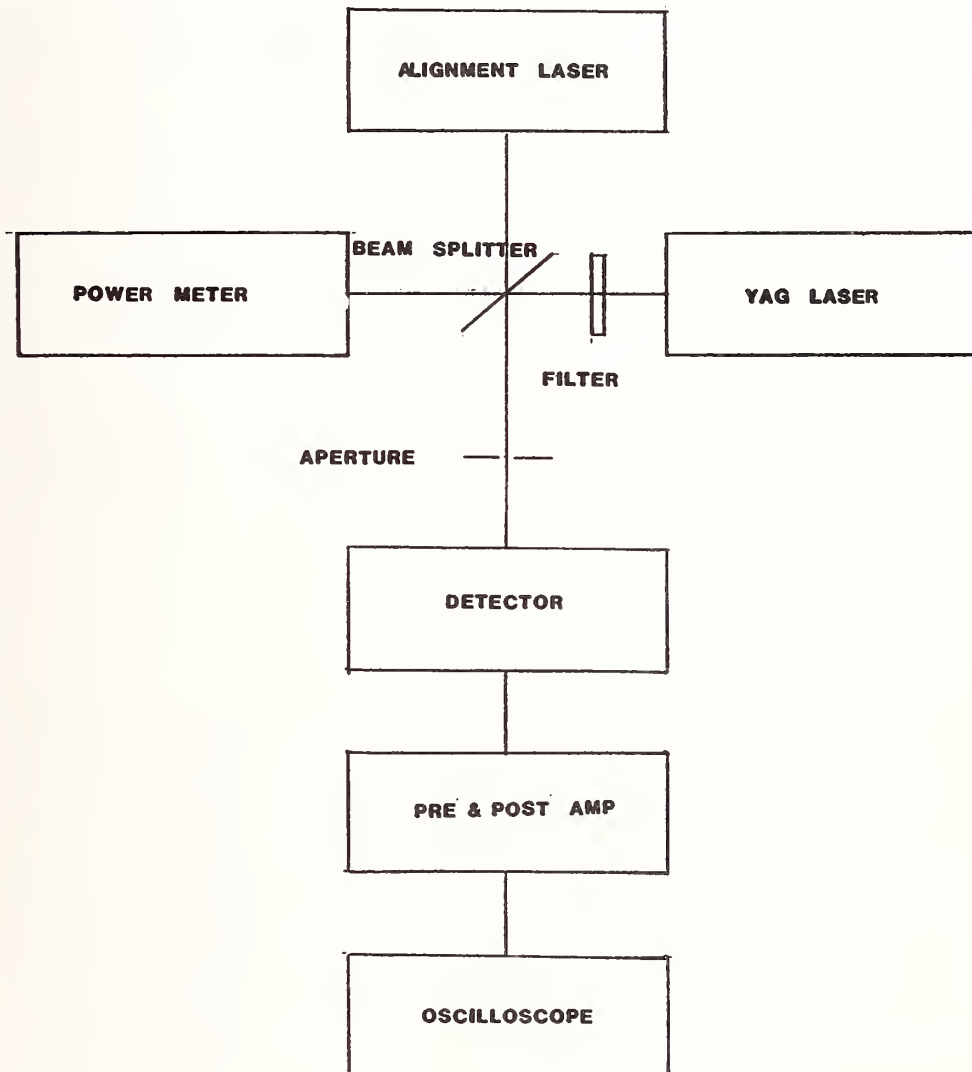 ALIGNMENT LASER
BEAM SPLITTER
POWER METER
YAG LASER
FILTER
APERTURE
DETECTOR
PRE & POST AMP
OSCILLOSCOPE